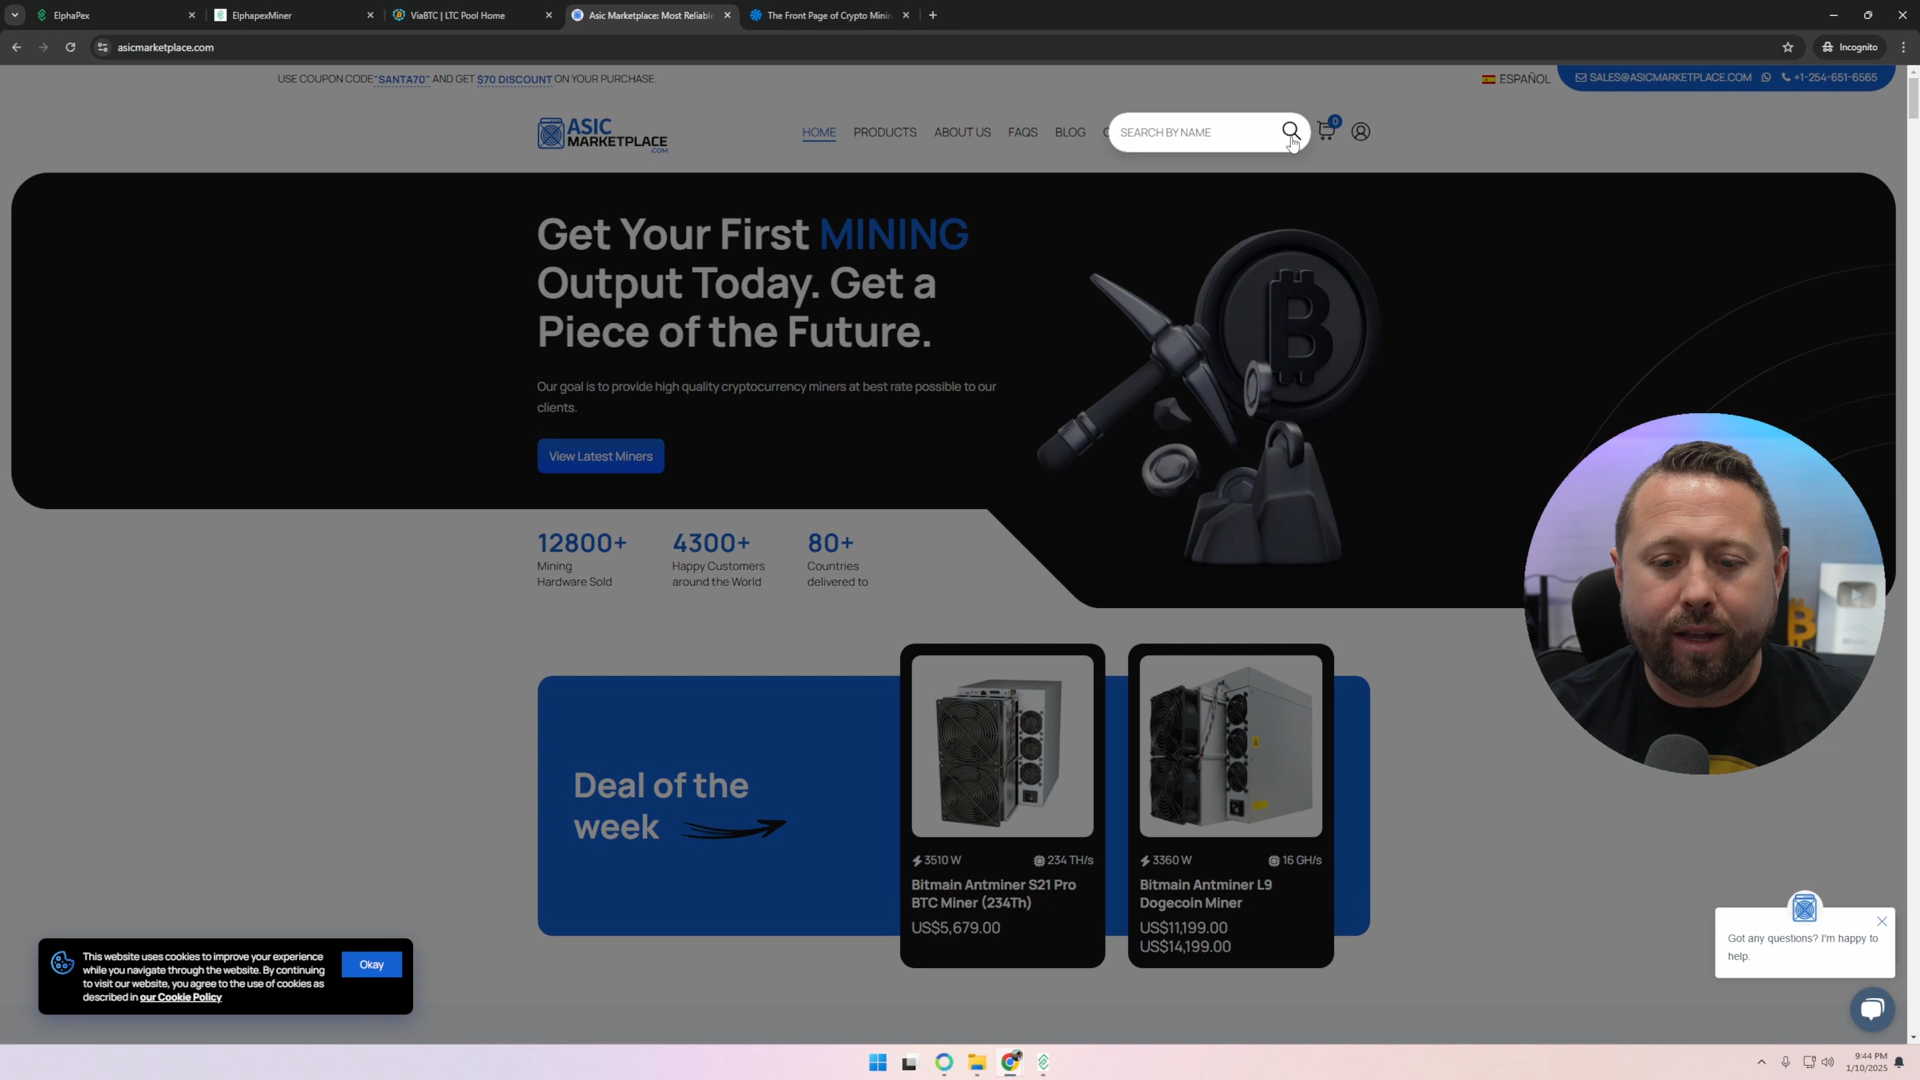 ElphaPex
ElphapexMiner
ViaBTC | LTC Pool Home
Asic Marketplace: Most Reliable
The Front Page of Crypto Minin
asicmarketplace.com
Incognito
USE COUPON CODE "SANTA70" AND GET $70 DISCOUNT ON YOUR PURCHASE.
ESPAÑOL
SALES@ASICMARKETPLACE.COM
+1-254-651-6565
ASIC
MARKETPLACE
.COM
HOME PRODUCTS ABOUT US FAQS BLOG
SEARCH BY NAME
0
Get Your First MINING
Output Today. Get a
Piece of the Future.
Our goal is to provide high quality cryptocurrency miners at best rate possible to our
clients.
View Latest Miners
12800+
Mining
Hardware Sold
4300+
Happy Customers
around the World
80+
Countries
delivered to
Deal of the
week
3510 W
234 TH/s
Bitmain Antminer S21 Pro
BTC Miner (234Th)
US$5,679.00
3360 W
16 GH/s
Bitmain Antminer L9
Dogecoin Miner
US$11,199.00
US$14,199.00
This website uses cookies to improve your experience
while you navigate through the website. By continuing
to visit our website, you agree to the use of cookies as
described in our Cookie Policy
Okay
Got any questions? I'm happy to
help.
9:44 PM
1/10/2025